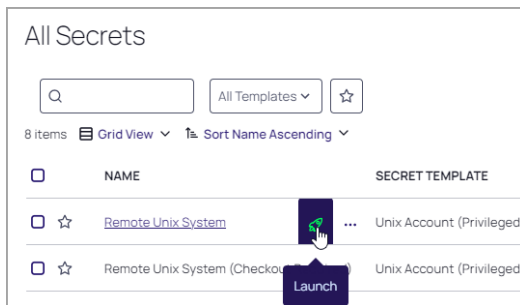 All Secrets
All Templates
8 items Grid View Sort Name Ascending
NAME SECRET TEMPLATE
Remote Unix System ... Unix Account (Privileged
Remote Unix System (Checkout Unix Account (Privileged
Launch